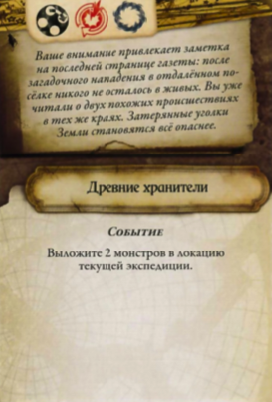 Ваше внимание привлекает заметка
на последней странице газеты: после
загадочного нападения в отдалённом по-
сёлке никого не осталось в живых. Вы уже
читали о двух похожих происшествиях
в тех же краях. Затерянные уголки
Земли становятся всё опаснее.
Древние хранители
Событие
Выложите 2 монстров в локацию
текущей экспедиции.